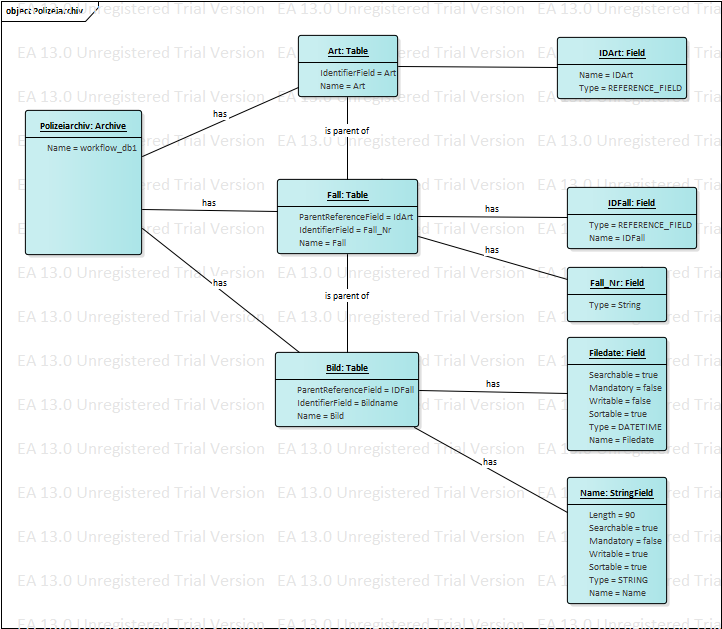 object Polizeiarchiv
Art: Table
IdentifierField = Art
Name = Art
IDArt: Field
Name = IDArt
Type = REFERENCE_FIELD
Polizeiarchiv: Archive
Name = workflow_db1
has
is parent of
Fall: Table
ParentReferenceField = IdArt
IdentifierField = Fall_Nr
Name = Fall
has
has
IDFall: Field
Type = REFERENCE_FIELD
Name = IDFall
has
Fall_Nr: Field
Type = String
has
is parent of
Bild: Table
ParentReferenceField = IDFall
IdentifierField = Bildname
Name = Bild
has
Filedate: Field
Searchable = true
Mandatory = false
Writable = false
Sortable = true
Type = DATETIME
Name = Filedate
has
Name: StringField
Length = 90
Searchable = true
Mandatory = false
Writable = true
Sortable = true
Type = STRING
Name = Name
EA 13.0 Unregistered Trial Version